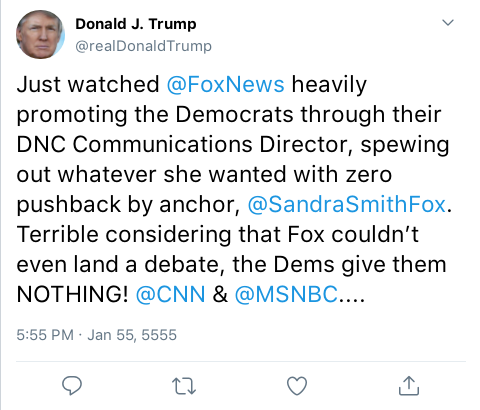 Donald J. Trump
@realDonaldTrump
Just watched @FoxNews heavily
promoting the Democrats through their
DNC Communications Director, spewing
out whatever she wanted with zero
pushback by anchor, @SandraSmithFox.
Terrible considering that Fox couldn’t
even land a debate, the Dems give them
NOTHING! @CNN & @MSNBC....
5:55 PM · Jan 55, 5555